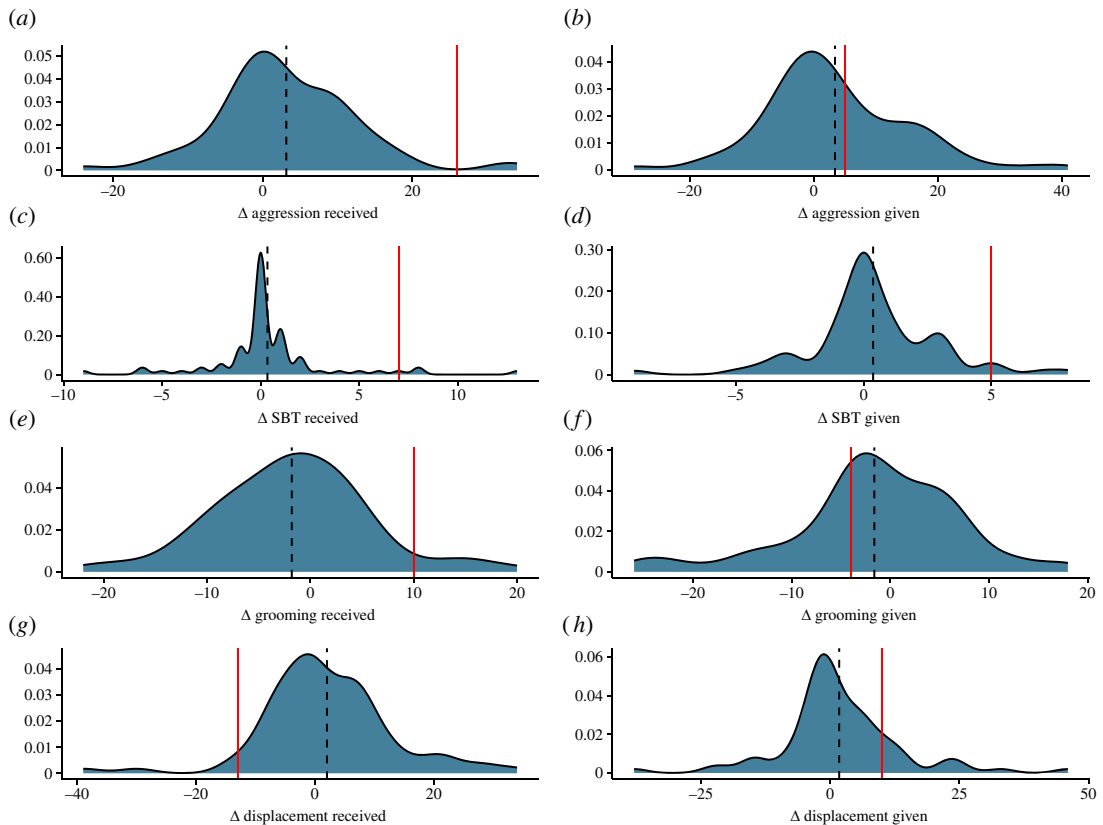 (a)
0.05
0.04
0.03
0.02
0.01
0
–20 0 20
Δ aggression received
(b)
0.04
0.03
0.02
0.01
0
–20 0 20 40
Δ aggression given
(c)
0.60
0.40
0.20
0
–10 –5 0 5 10
Δ SBT received
(d)
0.30
0.20
0.10
0
–5 0 5
Δ SBT given
(e)
0.04
0.02
0
–20 –10 0 10 20
Δ grooming received
(f)
0.06
0.04
0.02
0
–20 –10 0 10 20
Δ grooming given
(g)
0.04
0.03
0.02
0.01
0
–40 –20 0 20
Δ displacement received
(h)
0.06
0.04
0.02
0
–25 0 25 50
Δ displacement given